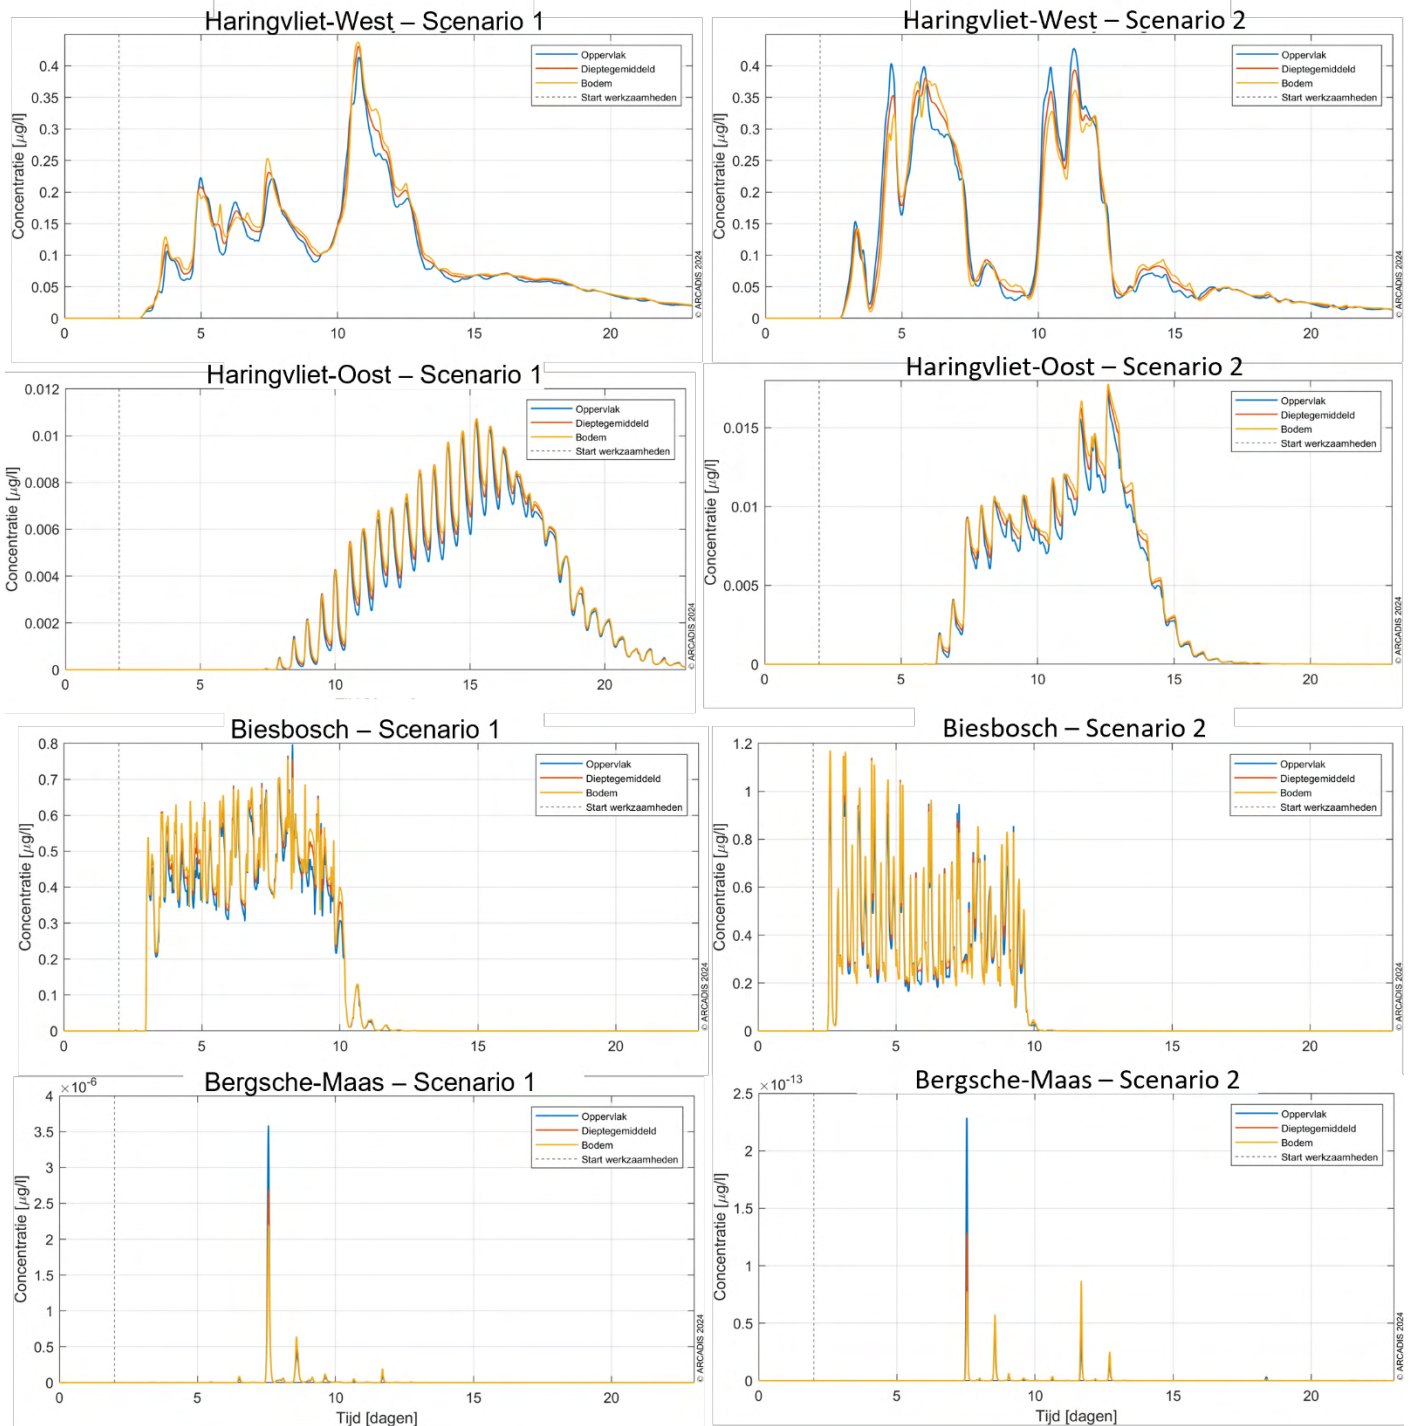 Haringvliet-West – Scenario 1
0.4
0.35
0.3
0.25
0.2
0.15
0.1
0.05
0
Concentratie [μg/l]
Oppervlak
Dieptegemiddeld
Bodem
Start werkzaamheden
0 5 10 15 20
© ARCADIS 2024
Haringvliet-West – Scenario 2
0.4
0.35
0.3
0.25
0.2
0.15
0.1
0.05
0
Concentratie [μg/l]
Oppervlak
Dieptegemiddeld
Bodem
Start werkzaamheden
0 5 10 15 20
© ARCADIS 2024
Haringvliet-Oost – Scenario 1
0.012
0.01
0.008
0.006
0.004
0.002
0
Concentratie [μg/l]
Oppervlak
Dieptegemiddeld
Bodem
Start werkzaamheden
0 5 10 15 20
© ARCADIS 2024
Haringvliet-Oost – Scenario 2
0.015
0.01
0.005
0
Concentratie [μg/l]
Oppervlak
Dieptegemiddeld
Bodem
Start werkzaamheden
0 5 10 15 20
© ARCADIS 2024
Biesbosch – Scenario 1
0.8
0.7
0.6
0.5
0.4
0.3
0.2
0.1
0
Concentratie [μg/l]
Oppervlak
Dieptegemiddeld
Bodem
Start werkzaamheden
0 5 10 15 20
© ARCADIS 2024
Biesbosch – Scenario 2
1.2
1
0.8
0.6
0.4
0.2
0
Concentratie [μg/l]
Oppervlak
Dieptegemiddeld
Bodem
Start werkzaamheden
0 5 10 15 20
© ARCADIS 2024
Bergsche-Maas – Scenario 1
×10⁻⁶
4
3.5
3
2.5
2
1.5
1
0.5
0
Concentratie [μg/l]
Oppervlak
Dieptegemiddeld
Bodem
Start werkzaamheden
0 5 10 15 20
Tijd [dagen]
© ARCADIS 2024
Bergsche-Maas – Scenario 2
×10⁻¹³
2.5
2
1.5
1
0.5
0
Concentratie [μg/l]
Oppervlak
Dieptegemiddeld
Bodem
Start werkzaamheden
0 5 10 15 20
Tijd [dagen]
© ARCADIS 2024